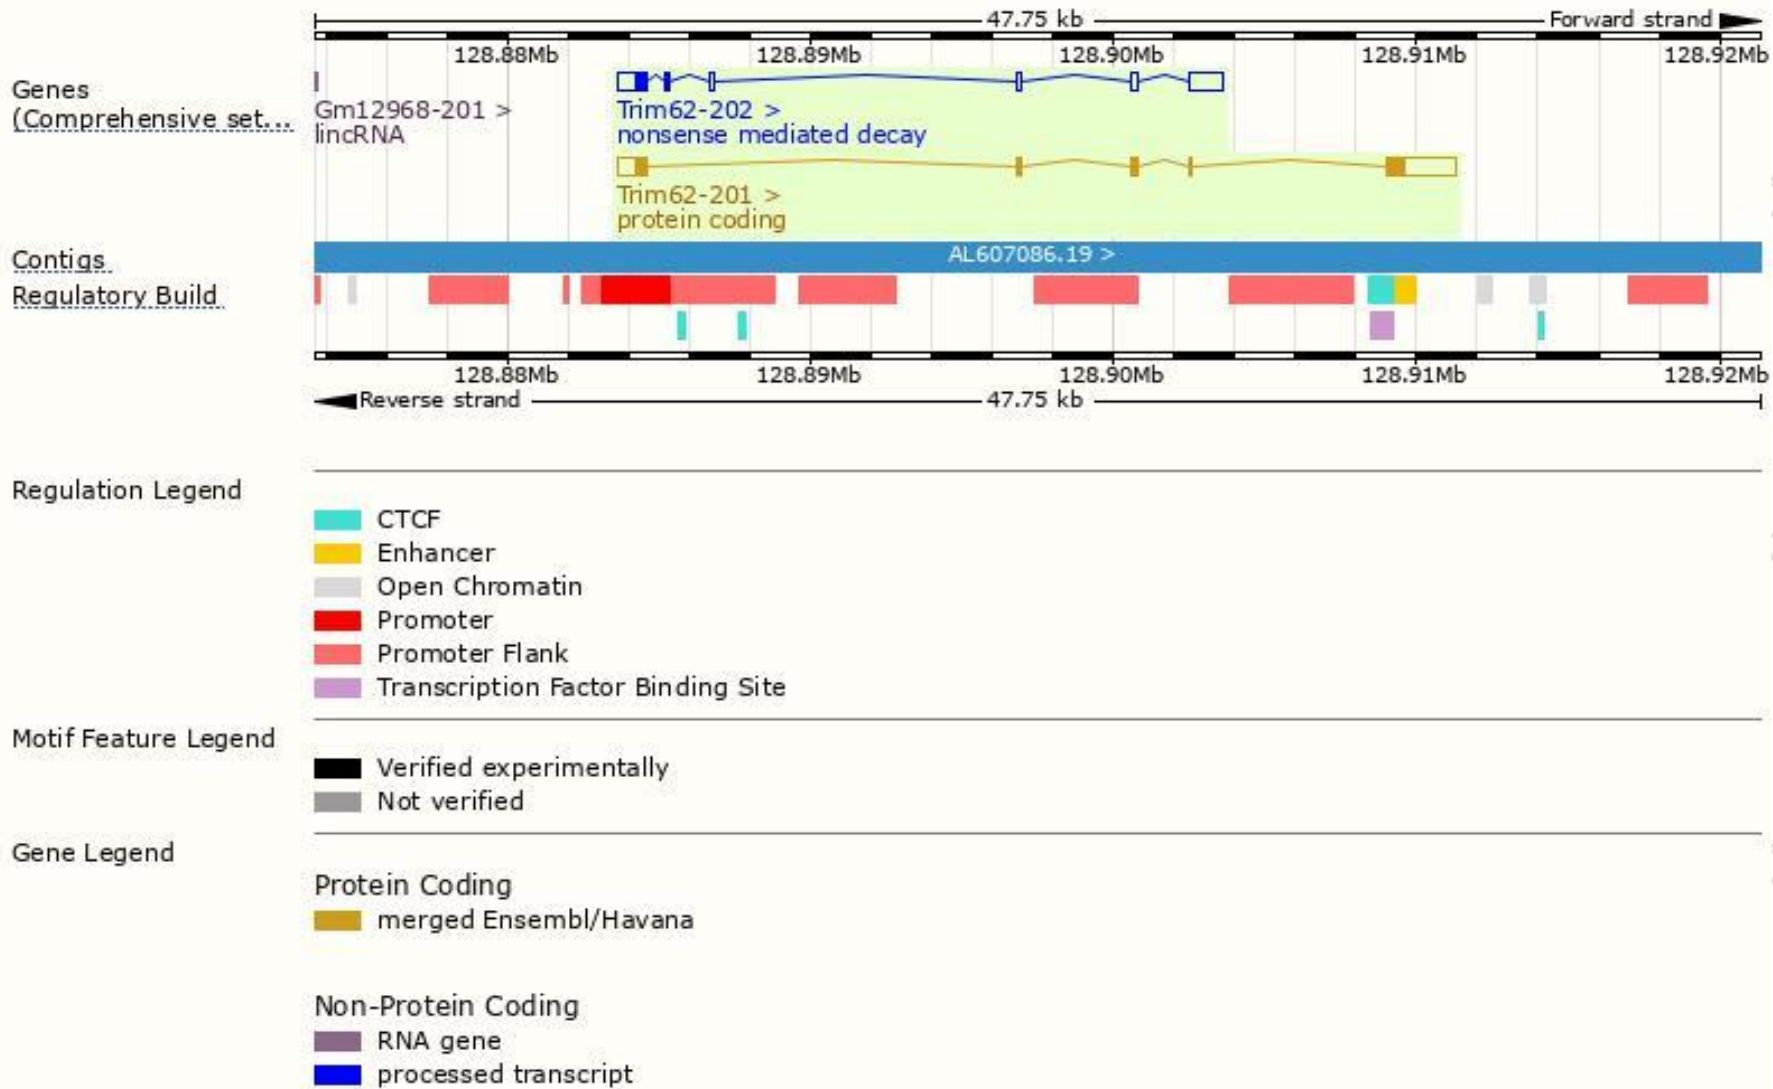 47.75 kb Forward strand
128.88Mb 128.89Mb 128.90Mb 128.91Mb 128.92Mb
Genes
(Comprehensive set...
Gm12968-201 >
lincRNA
Trim62-202 >
nonsense mediated decay
Trim62-201 >
protein coding
Contigs
AL607086.19 >
Regulatory Build
128.88Mb 128.89Mb 128.90Mb 128.91Mb 128.92Mb
Reverse strand 47.75 kb
Regulation Legend
CTCF
Enhancer
Open Chromatin
Promoter
Promoter Flank
Transcription Factor Binding Site
Motif Feature Legend
Verified experimentally
Not verified
Gene Legend
Protein Coding
merged Ensembl/Havana
Non-Protein Coding
RNA gene
processed transcript